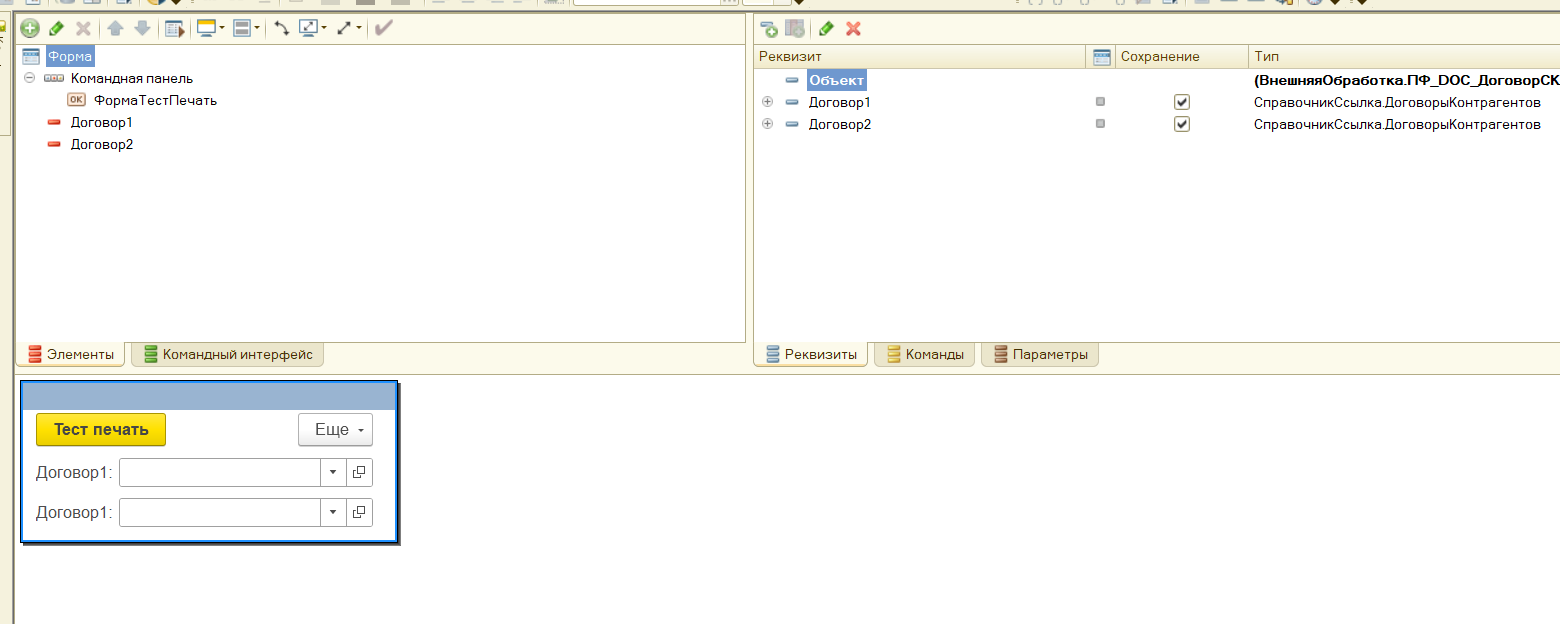 Форма
Командная панель
OK ФормаТестПечать
Договор1
Договор2
Элементы Командный интерфейс
Реквизит Сохранение Тип
Объект (ВнешняяОбработка.ПФ_DOC_ДоговорСК
Договор1 СправочникСсылка.ДоговорыКонтрагентов
Договор2 СправочникСсылка.ДоговорыКонтрагентов
Реквизиты Команды Параметры
Тест печать Еще
Договор1:
Договор1: